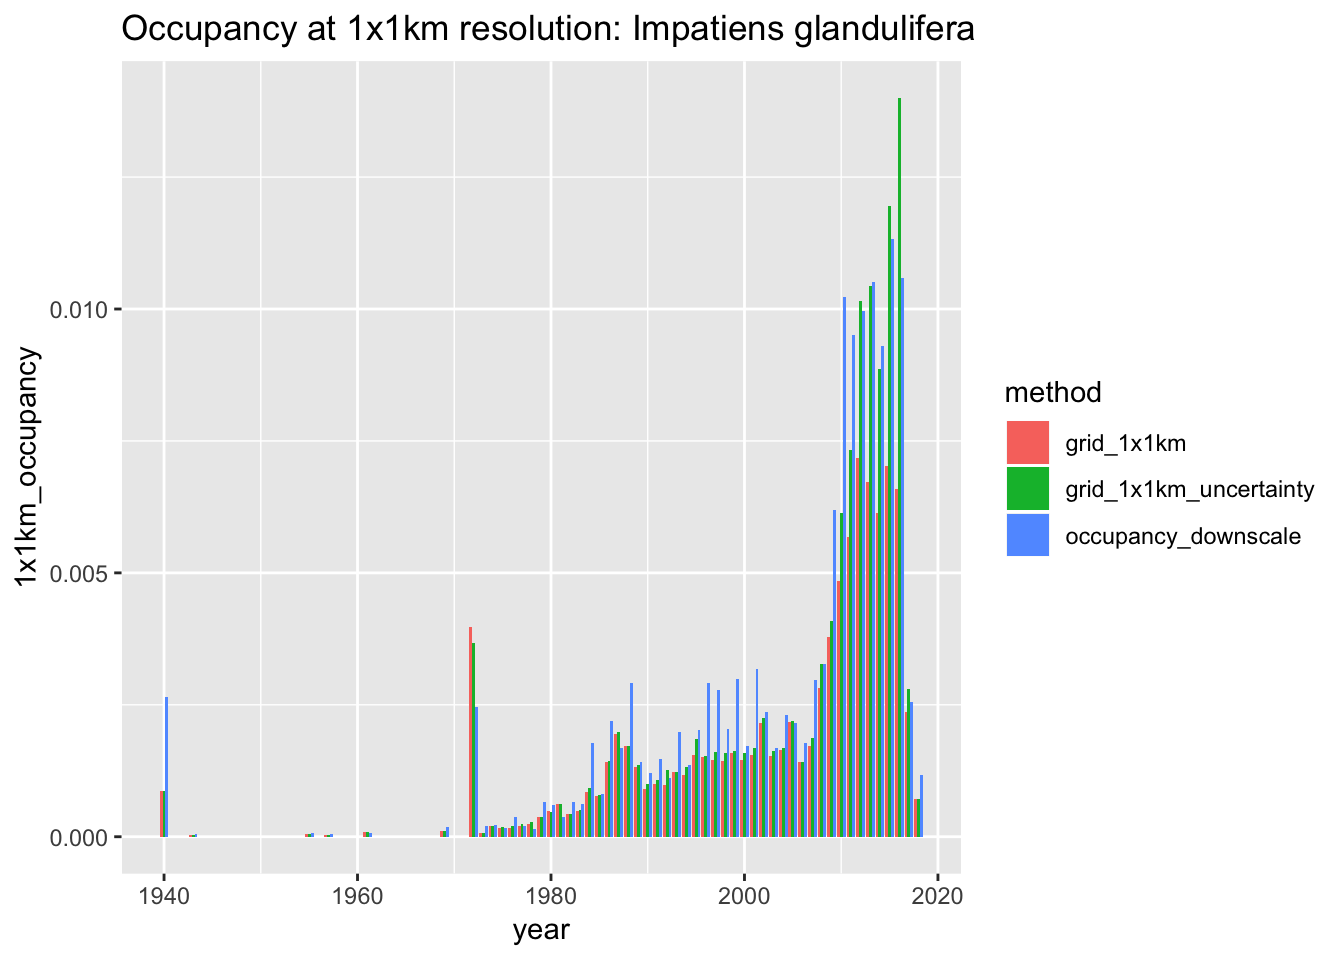 Occupancy at 1x1km resolution: Impatiens glandulifera
1x1km_occupancy
0.010
0.005
0.000
1940 1960 1980 2000 2020
year
method
grid_1x1km
grid_1x1km_uncertainty
occupancy_downscale